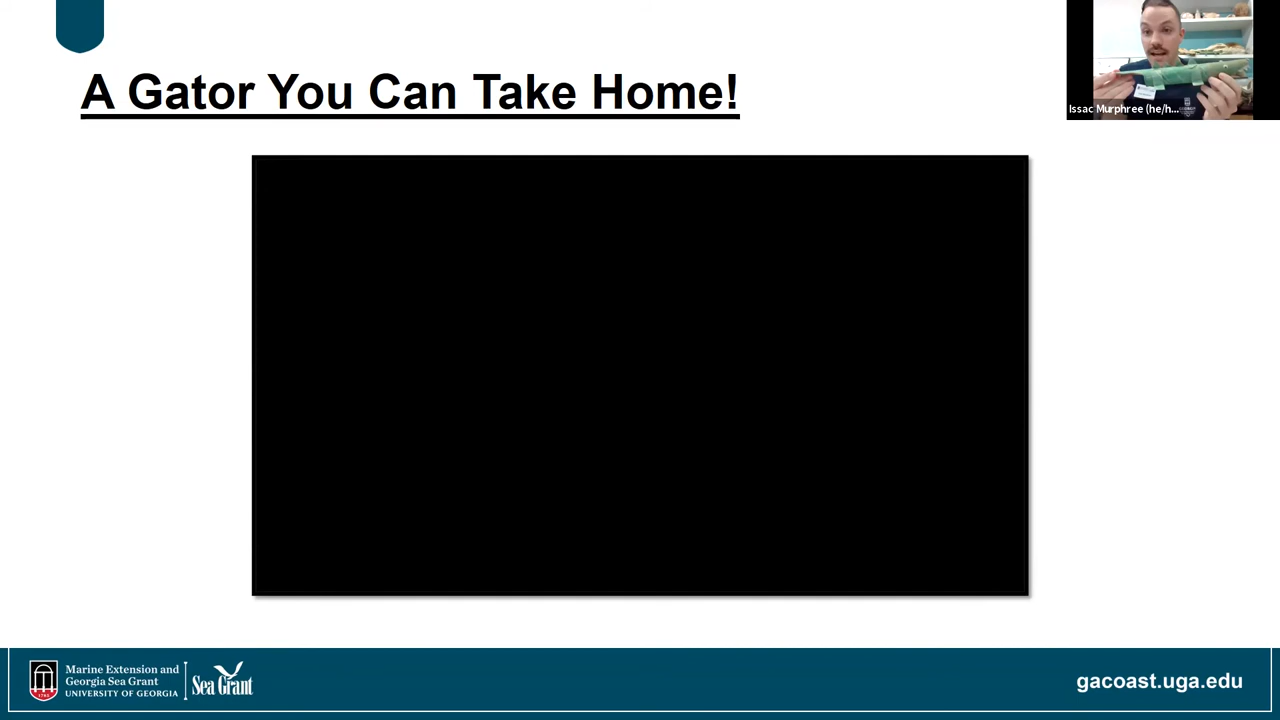 A Gator You Can Take Home!
Issac Murphree (he/h...
Marine Extension and
Georgia Sea Grant
UNIVERSITY OF GEORGIA
1785
Sea Grant
gacoast.uga.edu